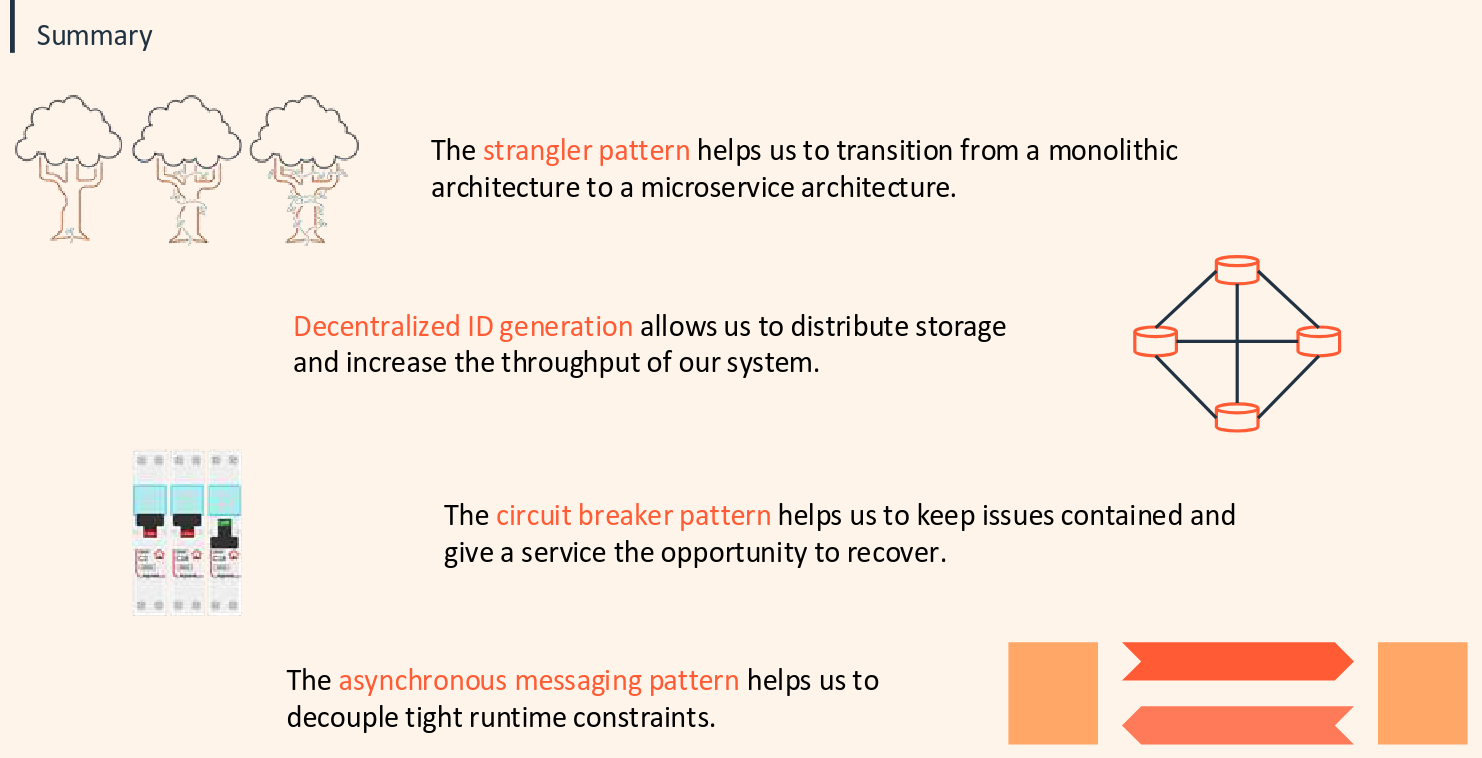 Summary
The strangler pattern helps us to transition from a monolithic
architecture to a microservice architecture.
Decentralized ID generation allows us to distribute storage
and increase the throughput of our system.
The circuit breaker pattern helps us to keep issues contained and
give a service the opportunity to recover.
The asynchronous messaging pattern helps us to
decouple tight runtime constraints.